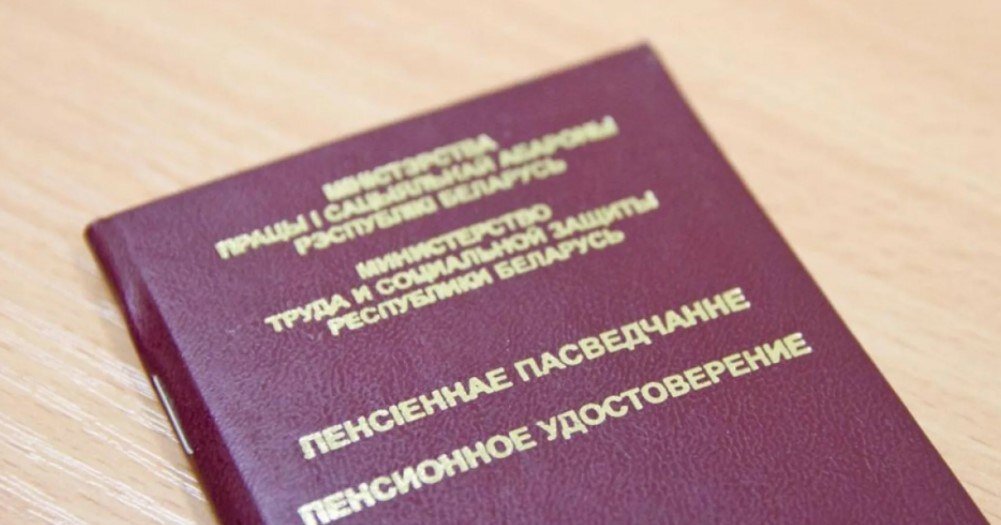 МІНІСТЭРСТВА
ПРАЦЫ І САЦЫЯЛЬНАЙ АБАРОНЫ
РЭСПУБЛІКІ БЕЛАРУСЬ
МИНИСТЕРСТВО
ТРУДА И СОЦИАЛЬНОЙ ЗАЩИТЫ
РЕСПУБЛИКИ БЕЛАРУСЬ
ПЕНСІЕННАЕ ПАСВЕДЧАННЕ
ПЕНСИОННОЕ УДОСТОВЕРЕНИЕ